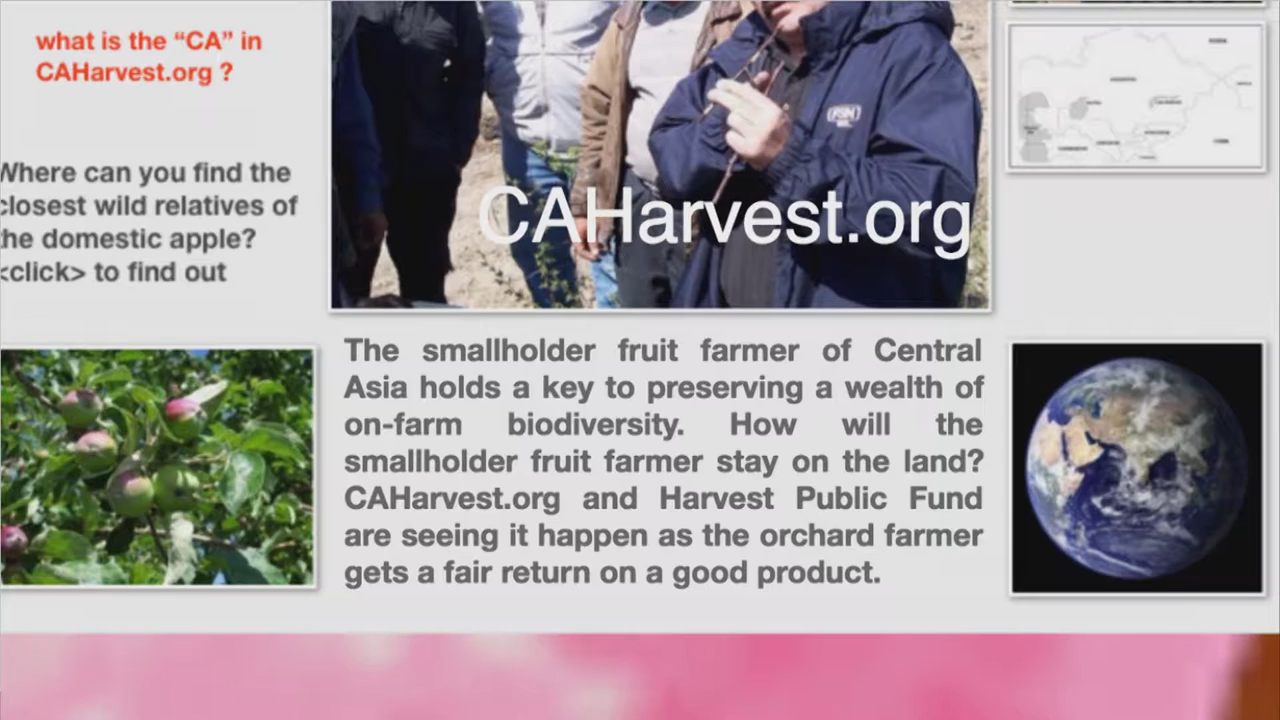 what is the “CA” in
CAHarvest.org ?
Where can you find the
closest wild relatives of
the domestic apple?
<click> to find out
CAHarvest.org
The smallholder fruit farmer of Central
Asia holds a key to preserving a wealth of
on-farm biodiversity. How will the
smallholder fruit farmer stay on the land?
CAHarvest.org and Harvest Public Fund
are seeing it happen as the orchard farmer
gets a fair return on a good product.